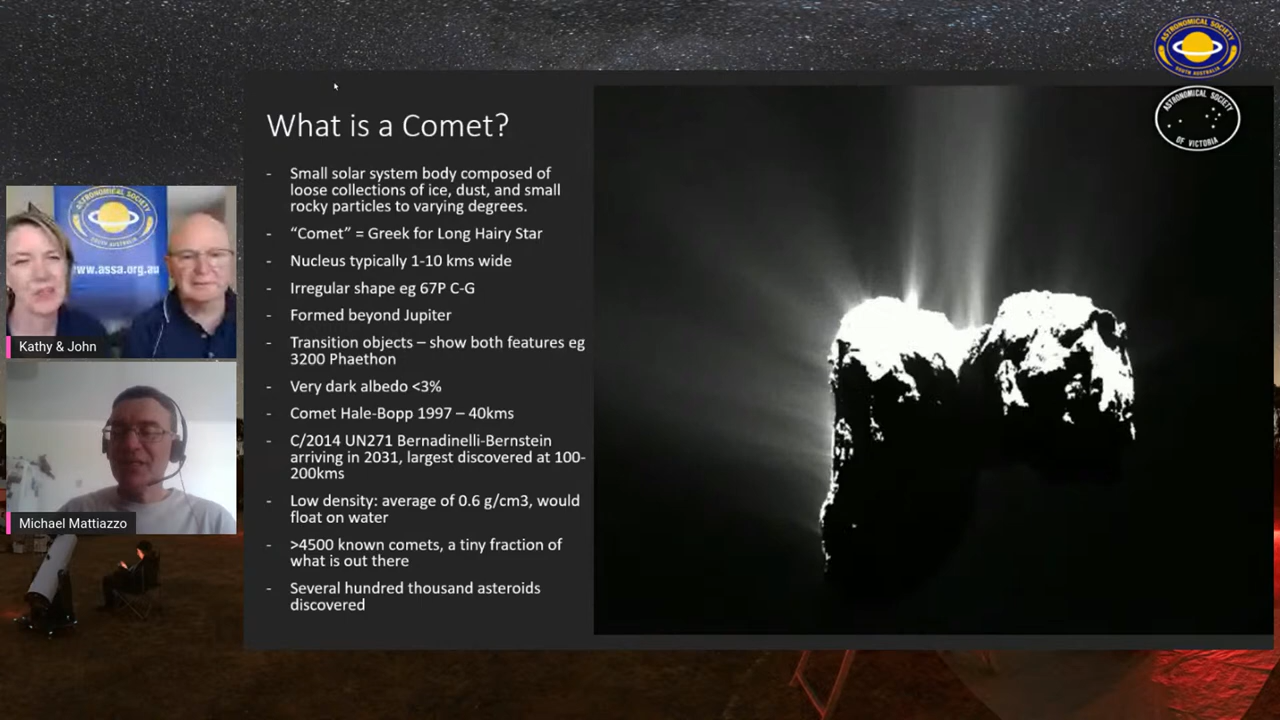 ASTRONOMICAL SOCIETY
SOUTH AUSTRALIA
ASTRONOMICAL SOCIETY
OF VICTORIA
What is a Comet?
- Small solar system body composed of
loose collections of ice, dust, and small
rocky particles to varying degrees.
- “Comet” = Greek for Long Hairy Star
- Nucleus typically 1-10 kms wide
- Irregular shape eg 67P C-G
- Formed beyond Jupiter
- Transition objects – show both features eg
3200 Phaethon
- Very dark albedo <3%
- Comet Hale-Bopp 1997 – 40kms
- C/2014 UN271 Bernadinelli-Bernstein
arriving in 2031, largest discovered at 100-
200kms
- Low density: average of 0.6 g/cm3, would
float on water
- >4500 known comets, a tiny fraction of
what is out there
- Several hundred thousand asteroids
discovered
ASTRONOMICAL SOCIETY
SOUTH AUSTRALIA
www.assa.org.au
Kathy & John
Michael Mattiazzo